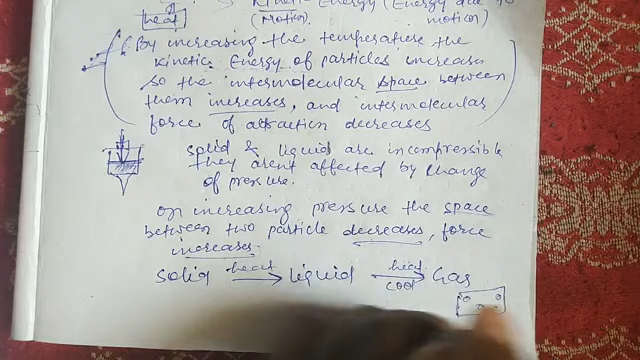 Kinetic Energy (Energy due to
heat (Motion). motion)
(By increasing the temperature the
kinetic Energy of particles increases
so the intermolecular space between
them increases, and intermolecular
force of attraction decreases)
solid & liquid are incompressible
they arent affected by change
of pressure.
on increasing pressure the space
between two particle decreases, force
increases.
solid heat liquid heat cool Gas